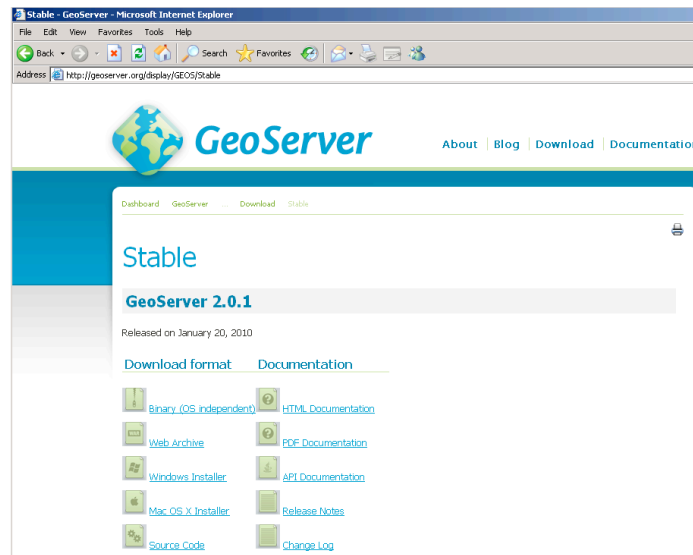 Stable - GeoServer - Microsoft Internet Explorer
File Edit View Favorites Tools Help
Back Search Favorites
Address http://geoserver.org/display/GEOS/Stable
GeoServer
About Blog Download Documentation
Dashboard GeoServer ... Download Stable
Stable
GeoServer 2.0.1
Released on January 20, 2010
Download format Documentation
Binary (OS independent) HTML Documentation
Web Archive PDF Documentation
Windows Installer API Documentation
Mac OS X Installer Release Notes
Source Code Change Log